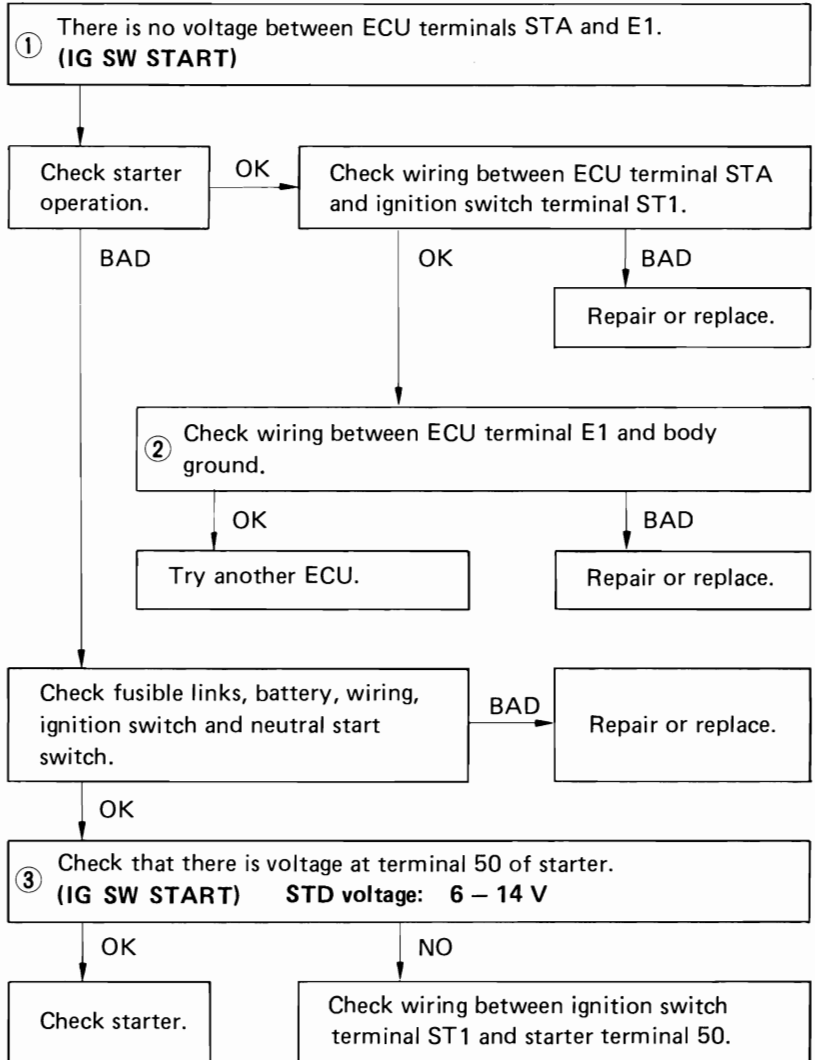 ① There is no voltage between ECU terminals STA and E1.
(IG SW START)
Check starter
operation.
OK
Check wiring between ECU terminal STA
and ignition switch terminal ST1.
BAD
OK
BAD
Repair or replace.
② Check wiring between ECU terminal E1 and body
ground.
OK
BAD
Try another ECU.
Repair or replace.
Check fusible links, battery, wiring,
ignition switch and neutral start
switch.
BAD
Repair or replace.
OK
③ Check that there is voltage at terminal 50 of starter.
(IG SW START) STD voltage: 6 – 14 V
OK
NO
Check starter.
Check wiring between ignition switch
terminal ST1 and starter terminal 50.